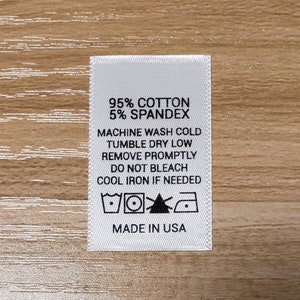 95% COTTON
5% SPANDEX
MACHINE WASH COLD
TUMBLE DRY LOW
REMOVE PROMPTLY
DO NOT BLEACH
COOL IRON IF NEEDED
MADE IN USA